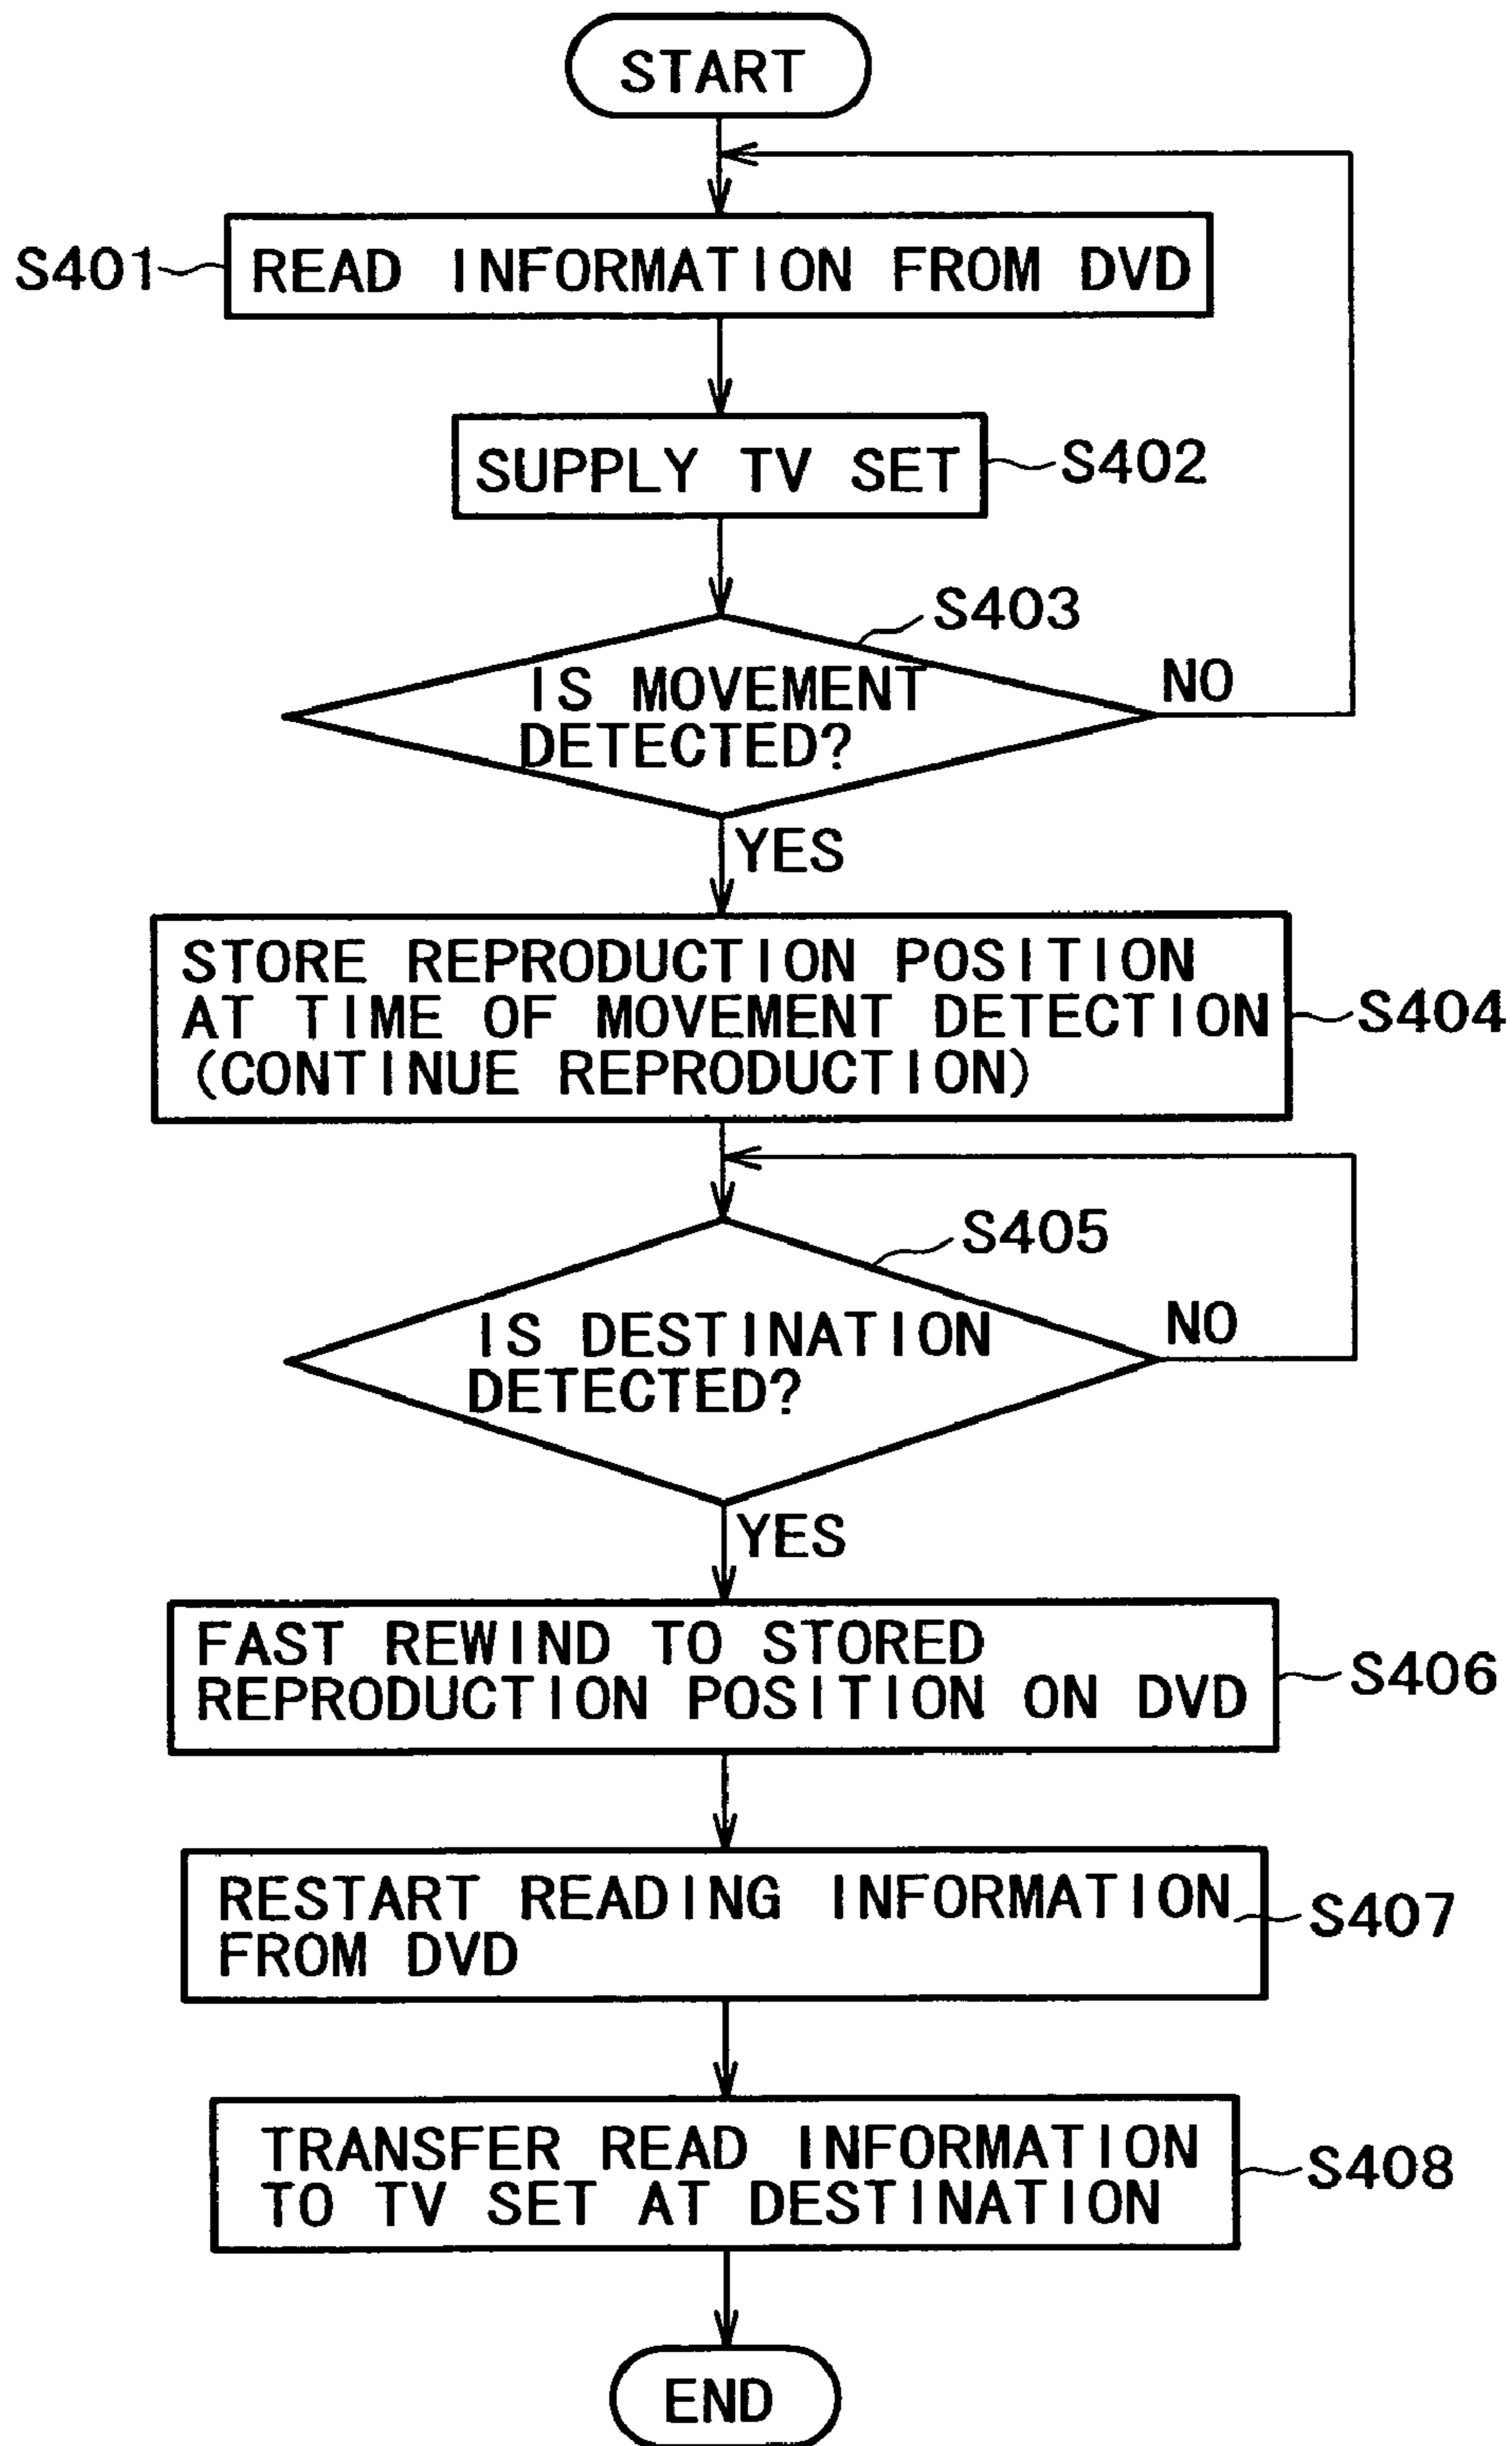 START
S401
READ INFORMATION FROM DVD
SUPPLY TV SET
S402
S403
IS MOVEMENT
DETECTED?
NO
YES
STORE REPRODUCTION POSITION
AT TIME OF MOVEMENT DETECTION
(CONTINUE REPRODUCTION)
S404
S405
IS DESTINATION
DETECTED?
NO
YES
FAST REWIND TO STORED
REPRODUCTION POSITION ON DVD
S406
RESTART READING INFORMATION
FROM DVD
S407
TRANSFER READ INFORMATION
TO TV SET AT DESTINATION
S408
END